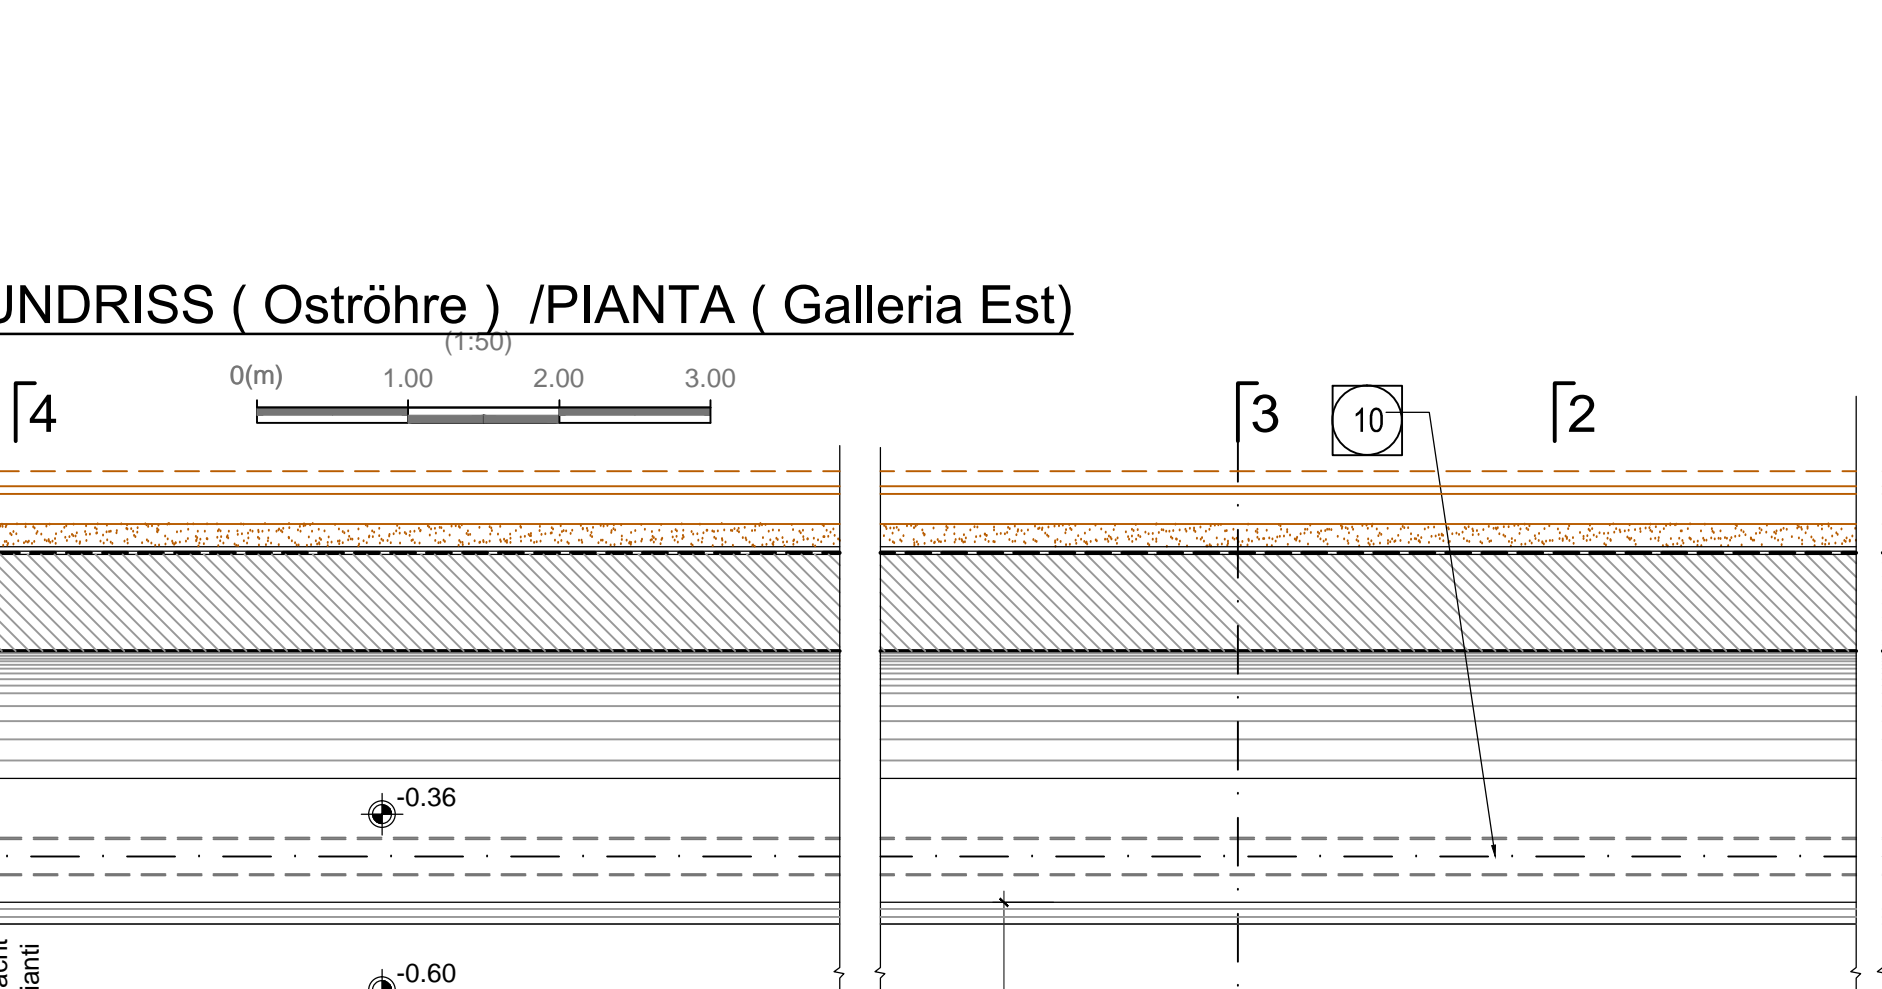 UNDRISS ( Oströhre ) /PIANTA ( Galleria Est)
(1:50)
0(m) 1.00 2.00 3.00
4 3 10 2
-0.36
-0.60